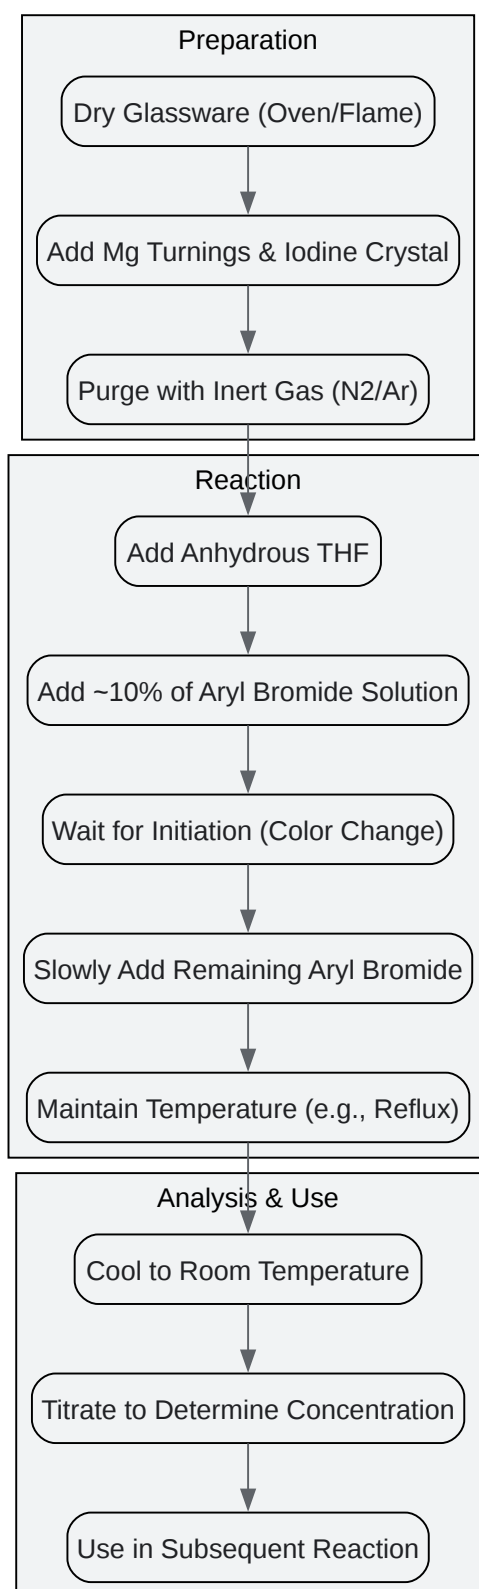 Preparation
Dry Glassware (Oven/Flame)
Add Mg Turnings & Iodine Crystal
Purge with Inert Gas (N2/Ar)
Reaction
Add Anhydrous THF
Add ~10% of Aryl Bromide Solution
Wait for Initiation (Color Change)
Slowly Add Remaining Aryl Bromide
Maintain Temperature (e.g., Reflux)
Analysis & Use
Cool to Room Temperature
Titrate to Determine Concentration
Use in Subsequent Reaction